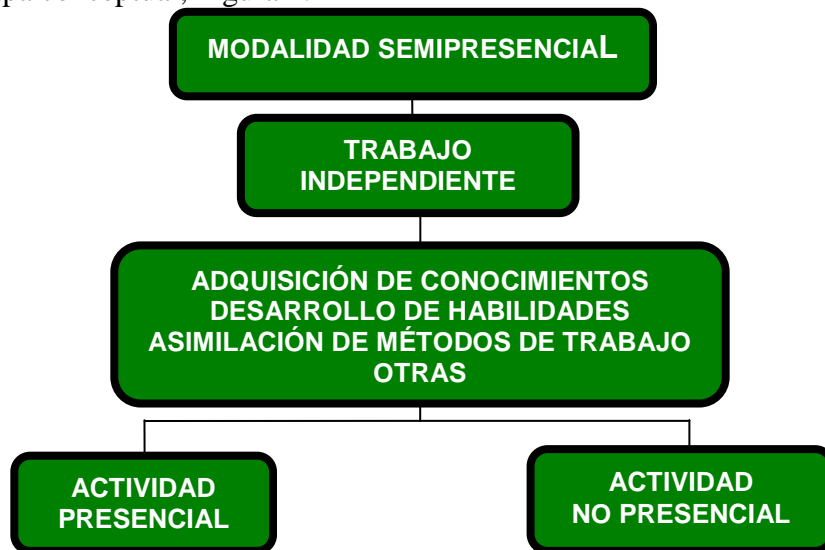 MODALIDAD SEMIPRESENCIAL
TRABAJO
INDEPENDIENTE
ADQUISICIÓN DE CONOCIMIENTOS
DESARROLLO DE HABILIDADES
ASIMILACIÓN DE MÉTODOS DE TRABAJO
OTRAS
ACTIVIDAD
PRESENCIAL
ACTIVIDAD
NO PRESENCIAL